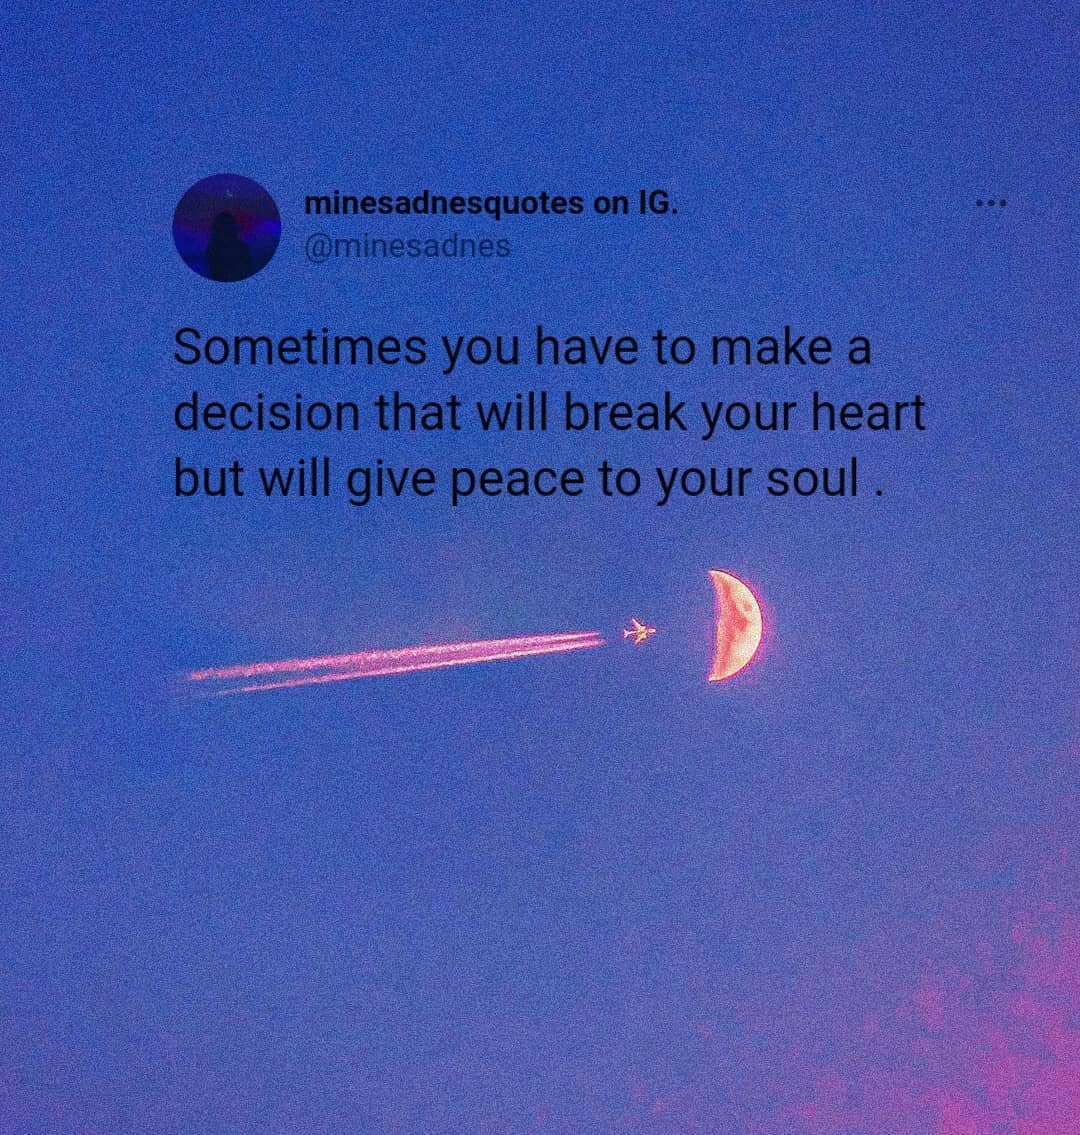 minesadnesquotes on IG.
@minesadnes
Sometimes you have to make a
decision that will break your heart
but will give peace to your soul .